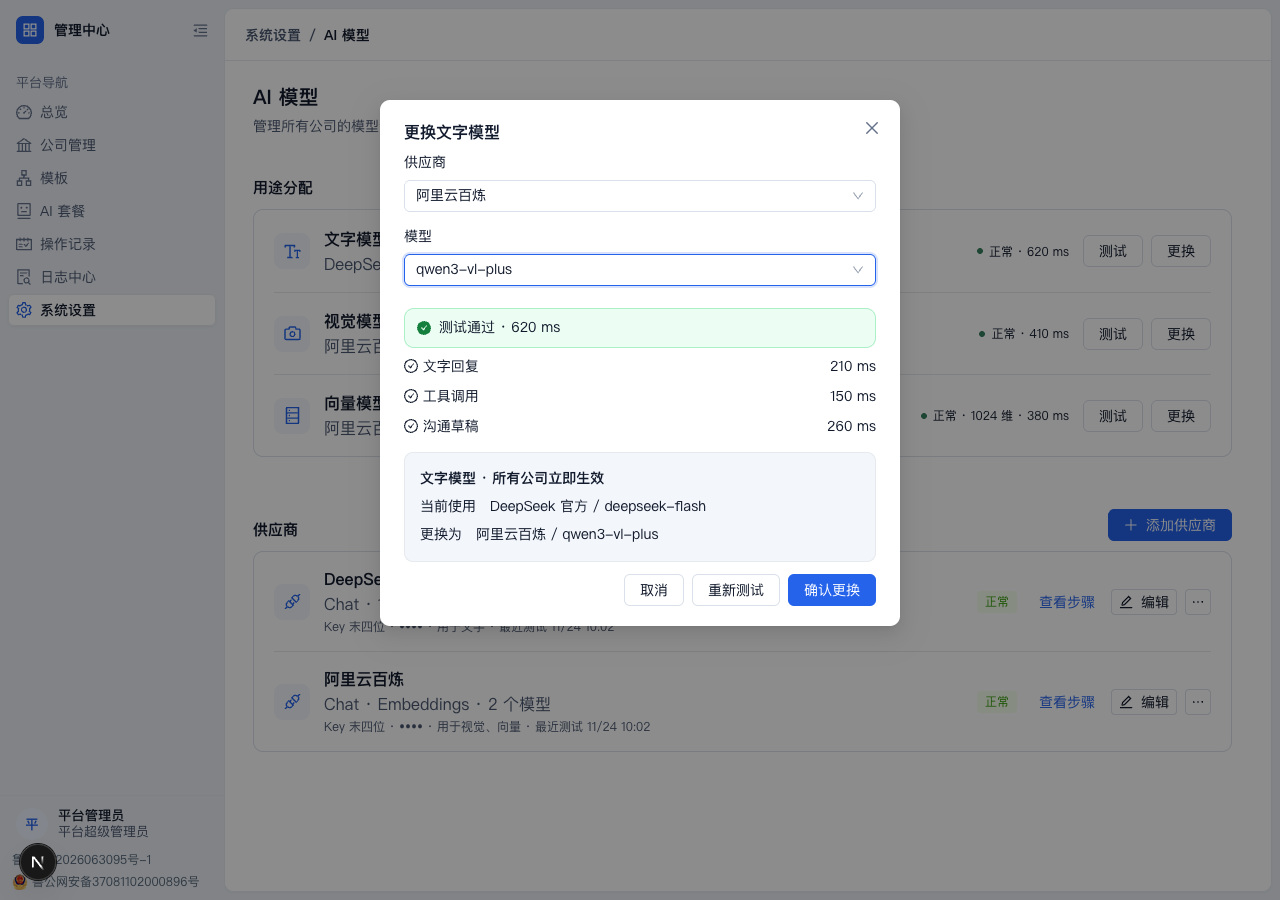 管理中心
平台导航
总览
公司管理
模板
AI 套餐
操作记录
日志中心
系统设置
平台管理员
平台超级管理员
2026063095号-1
公网安备37081102000896号
系统设置 / AI 模型
AI 模型
管理所有公司的模型
用途分配
文字模型
DeepSe
正常 · 620 ms 测试 更换
视觉模型
阿里云百
正常 · 410 ms 测试 更换
向量模型
阿里云百
正常 · 1024 维 · 380 ms 测试 更换
供应商
添加供应商
DeepSe
Chat ·
Key 末四位 · •••• · 用于文字 · 最近测试 11/24 10:02
正常 查看步骤 编辑 ···
阿里云百炼
Chat · Embeddings · 2 个模型
Key 末四位 · •••• · 用于视觉、向量 · 最近测试 11/24 10:02
正常 查看步骤 编辑 ···
更换文字模型
供应商
阿里云百炼
模型
qwen3-vl-plus
测试通过 · 620 ms
文字回复 210 ms
工具调用 150 ms
沟通草稿 260 ms
文字模型 · 所有公司立即生效
当前使用 DeepSeek 官方 / deepseek-flash
更换为 阿里云百炼 / qwen3-vl-plus
取消 重新测试 确认更换
平
N